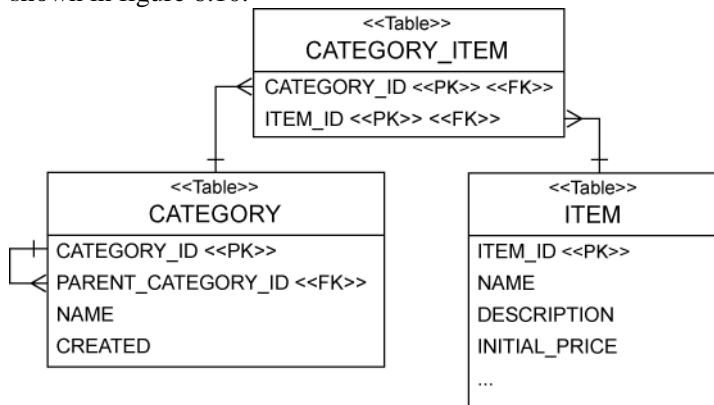 shown in figure 6.10.
<<Table>>
CATEGORY_ITEM
CATEGORY_ID <<PK>> <<FK>>
ITEM_ID <<PK>> <<FK>>
<<Table>>
CATEGORY
CATEGORY_ID <<PK>>
PARENT_CATEGORY_ID <<FK>>
NAME
CREATED
<<Table>>
ITEM
ITEM_ID <<PK>>
NAME
DESCRIPTION
INITIAL_PRICE
...